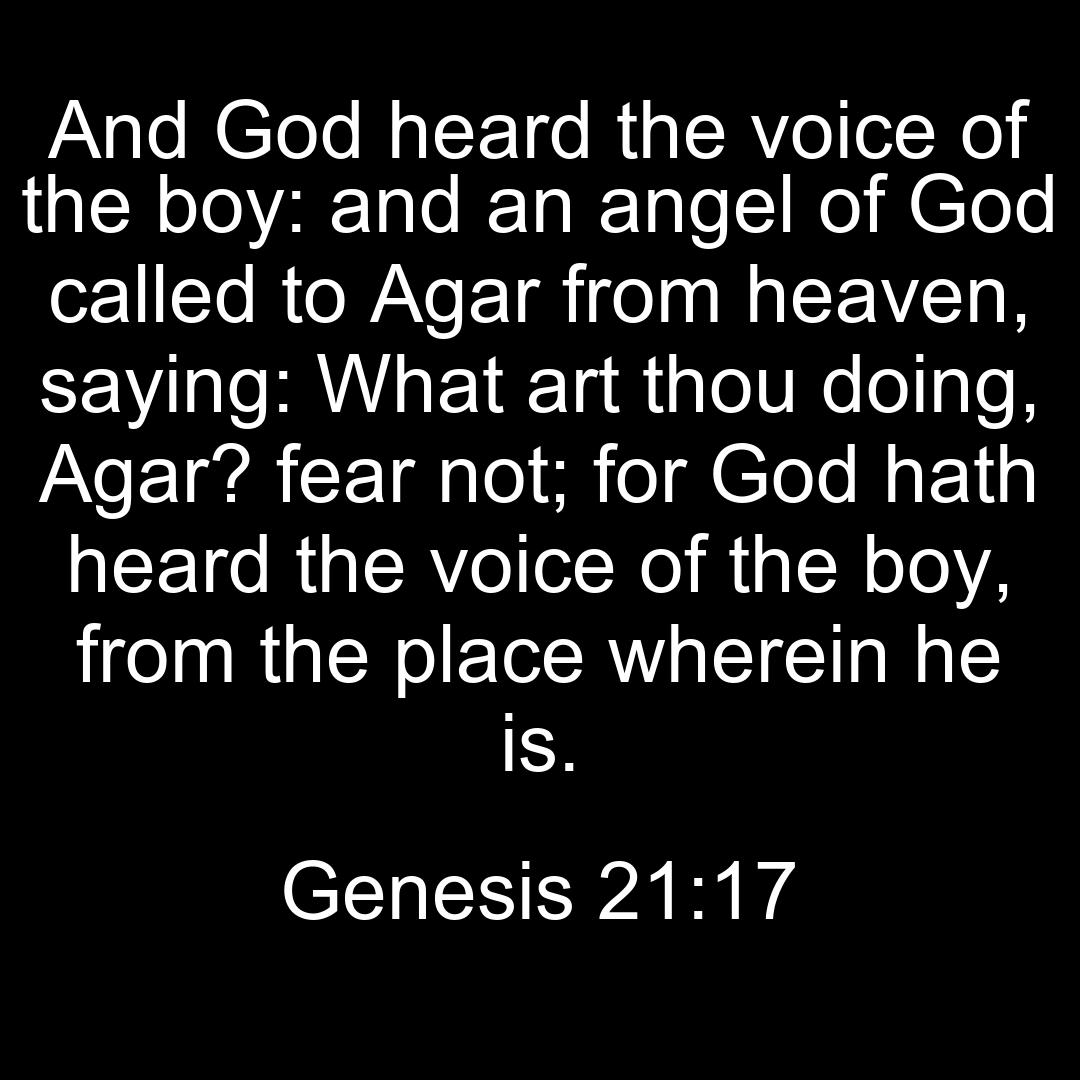 And God heard the voice of
the boy: and an angel of God
called to Agar from heaven,
saying: What art thou doing,
Agar? fear not; for God hath
heard the voice of the boy,
from the place wherein he
is.
Genesis 21:17